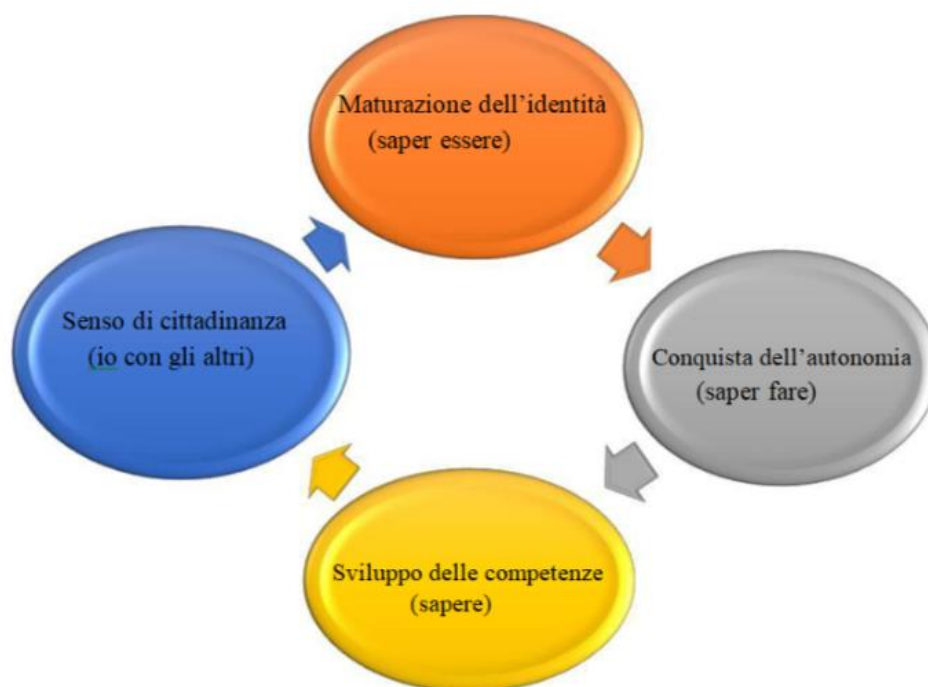 Maturazione dell’identità
(saper essere)
Senso di cittadinanza
(io con gli altri)
Conquista dell’autonomia
(saper fare)
Sviluppo delle competenze
(sapere)